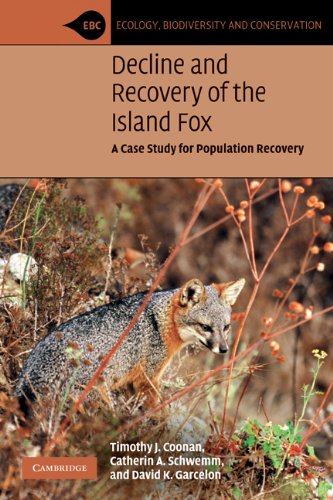 EBC
ECOLOGY, BIODIVERSITY AND CONSERVATION
Decline and
Recovery of the
Island Fox
A Case Study for Population Recovery
Timothy J. Coonan,
Catherin A. Schwemm,
and David K. Garcelon
CAMBRIDGE